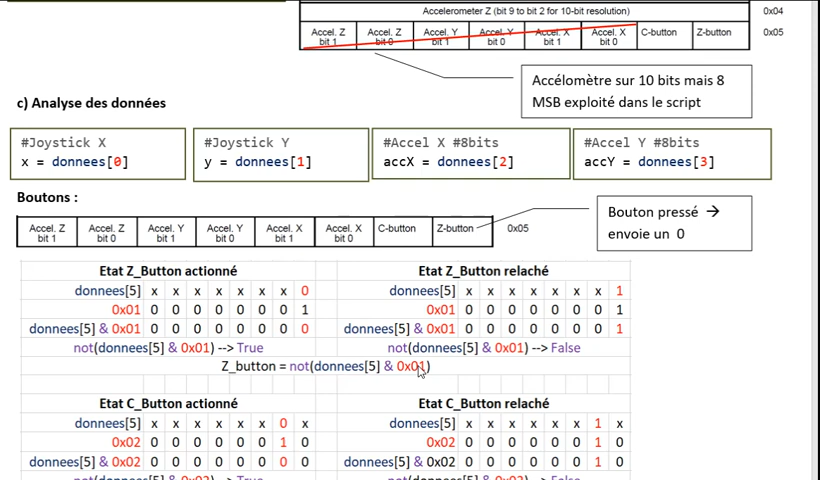 Accelerometer Z (bit 9 to bit 2 for 10-bit resolution) 0x04
Accel. Z bit 1 Accel. Z bit 0 Accel. Y bit 1 Accel. Y bit 0 Accel. X bit 1 Accel. X bit 0 C-button Z-button 0x05
Accélomètre sur 10 bits mais 8
MSB exploité dans le script
c) Analyse des données
#Joystick X
x = donnees[0]
#Joystick Y
y = donnees[1]
#Accel X #8bits
accX = donnees[2]
#Accel Y #8bits
accY = donnees[3]
Boutons :
Accel. Z bit 1 Accel. Z bit 0 Accel. Y bit 1 Accel. Y bit 0 Accel. X bit 1 Accel. X bit 0 C-button Z-button 0x05
Bouton pressé →
envoie un 0
Etat Z_Button actionné
donnees[5] x x x x x x x 0
0x01 0 0 0 0 0 0 0 1
donnees[5] & 0x01 0 0 0 0 0 0 0 0
not(donnees[5] & 0x01) --> True
Etat Z_Button relaché
donnees[5] x x x x x x x 1
0x01 0 0 0 0 0 0 0 1
donnees[5] & 0x01 0 0 0 0 0 0 0 1
not(donnees[5] & 0x01) --> False
Z_button = not(donnees[5] & 0x01)
Etat C_Button actionné
donnees[5] x x x x x x 0 x
0x02 0 0 0 0 0 0 1 0
donnees[5] & 0x02 0 0 0 0 0 0 0 0
not(donnees[5] & 0x02) --> True
Etat C_Button relaché
donnees[5] x x x x x x 1 x
0x02 0 0 0 0 0 0 1 0
donnees[5] & 0x02 0 0 0 0 0 0 1 0
not(donnees[5] & 0x02) --> False